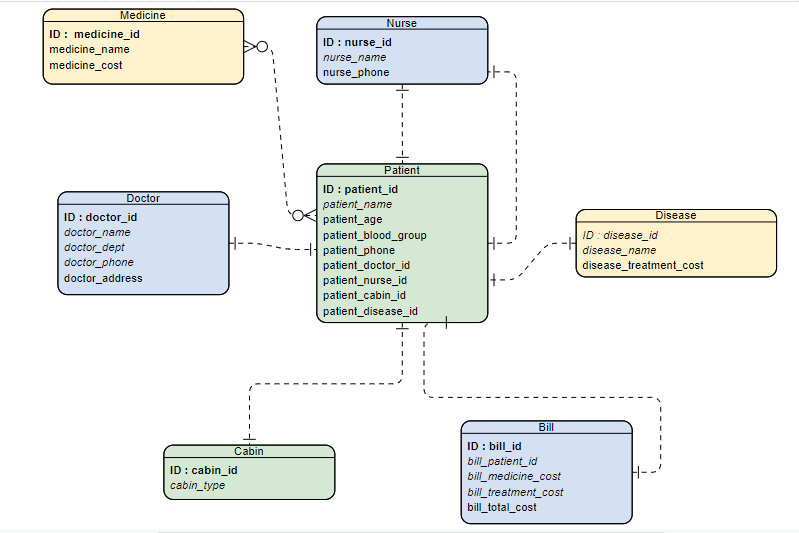 Medicine
ID : medicine_id
medicine_name
medicine_cost
Nurse
ID : nurse_id
nurse_name
nurse_phone
Patient
ID : patient_id
patient_name
patient_age
patient_blood_group
patient_phone
patient_doctor_id
patient_nurse_id
patient_cabin_id
patient_disease_id
Doctor
ID : doctor_id
doctor_name
doctor_dept
doctor_phone
doctor_address
Disease
ID : disease_id
disease_name
disease_treatment_cost
Cabin
ID : cabin_id
cabin_type
Bill
ID : bill_id
bill_patient_id
bill_medicine_cost
bill_treatment_cost
bill_total_cost